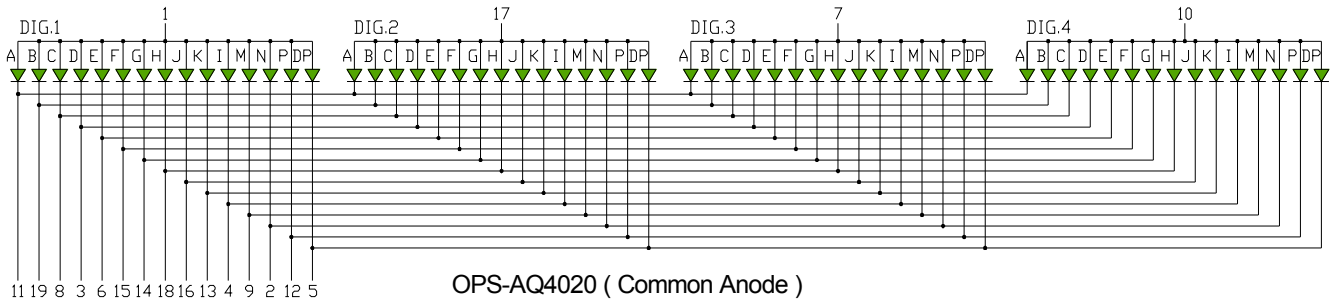 1 17 7 10
DIG.1 DIG.2 DIG.3 DIG.4
A B C D E F G H J K I M N P DP A B C D E F G H J K I M N P DP A B C D E F G H J K I M N P DP A B C D E F G H J K I M N P DP
11 19 8 3 6 15 14 18 16 13 4 9 2 12 5
OPS-AQ4020 ( Common Anode )